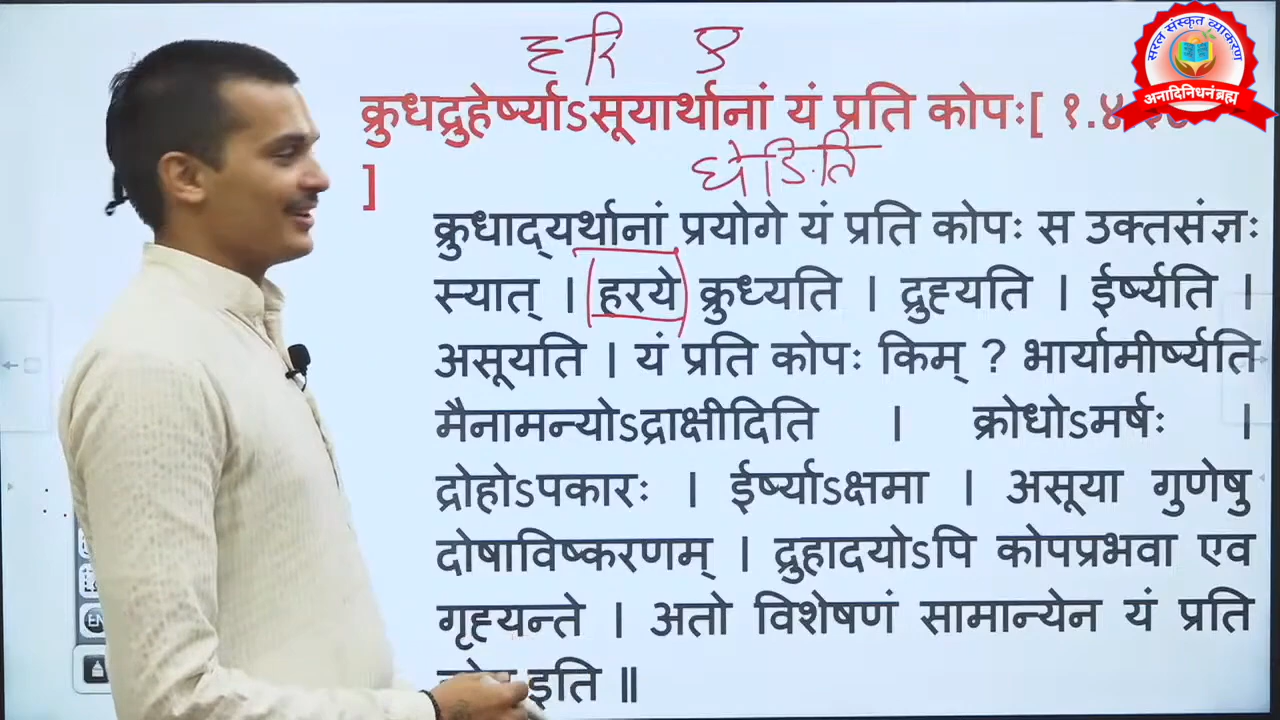 हरि ए
क्रुधद्रुहेर्ष्याऽसूयार्थानां यं प्रति कोपः[ १.४
]
घेर्ङिति
क्रुधाद्यर्थानां प्रयोगे यं प्रति कोपः स उक्तसंज्ञः
स्यात् । हरये क्रुध्यति । द्रुह्यति । ईर्ष्यति ।
असूयति । यं प्रति कोपः किम् ? भार्यामीर्ष्यति
मैनामन्योऽद्राक्षीदिति । क्रोधोऽमर्षः ।
द्रोहोऽपकारः । ईर्ष्याऽक्षमा । असूया गुणेषु
दोषाविष्करणम् । द्रुहादयोऽपि कोपप्रभवा एव
गृह्यन्ते । अतो विशेषणं सामान्येन यं प्रति
इति ॥
सरल संस्कृत व्याकरण
अनादिनिधनं ब्रह्म
EN